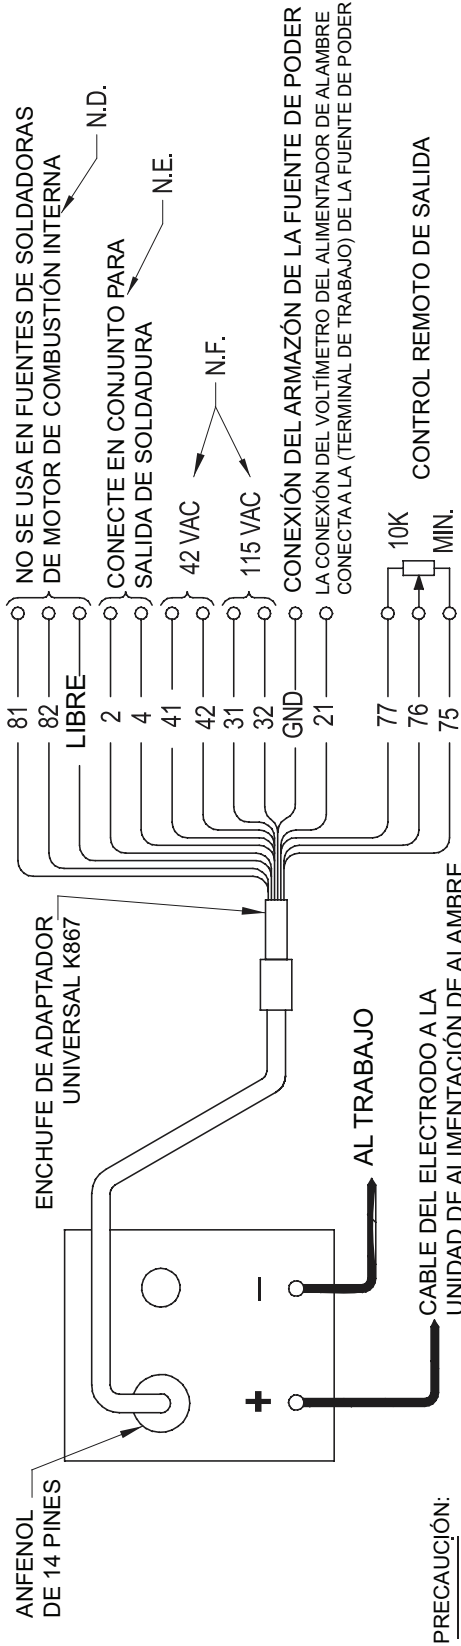 ANFENOL
DE 14 PINES
ENCHUFE DE ADAPTADOR
UNIVERSAL K867
81
82
LIBRE
2
4
41
42
31
32
GND
21
77
76
75
NO SE USA EN FUENTES DE SOLDADORAS
DE MOTOR DE COMBUSTIÓN INTERNA
N.D.
CONECTE EN CONJUNTO PARA
SALIDA DE SOLDADURA
N.E.
42 VAC
N.F.
115 VAC
CONEXIÓN DEL ARMAZÓN DE LA FUENTE DE PODER
LA CONEXIÓN DEL VOLTÍMETRO DEL ALIMENTADOR DE ALAMBRE
CONECTA A LA (TERMINAL DE TRABAJO) DE LA FUENTE DE PODER
10K
MIN.
CONTROL REMOTO DE SALIDA
+
−
AL TRABAJO
CABLE DEL ELECTRODO A LA
UNIDAD DE ALIMENTACIÓN DE ALAMBRE
PRECAUCIÓN: